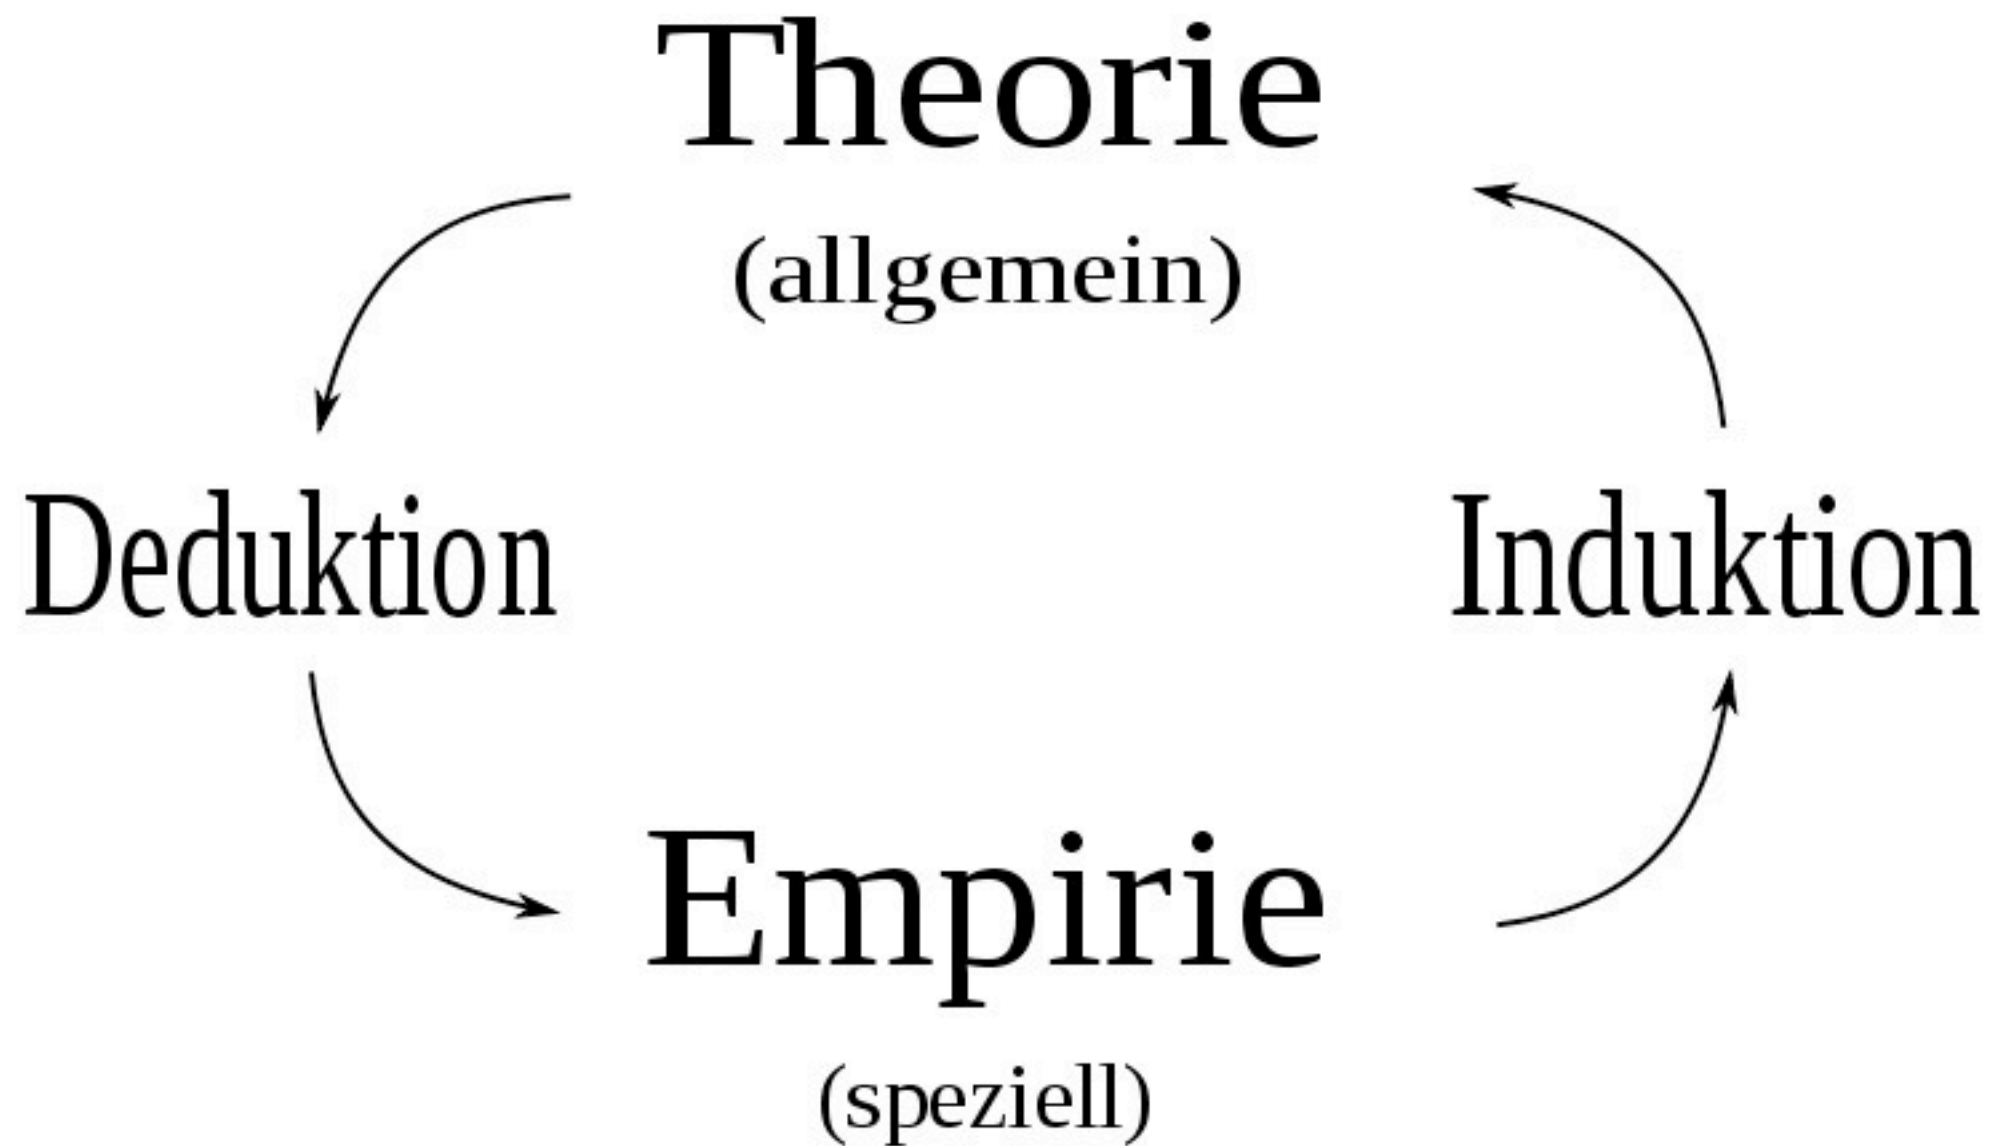 Theorie
(allgemein)
Deduktion
Induktion
Empirie
(speziell)